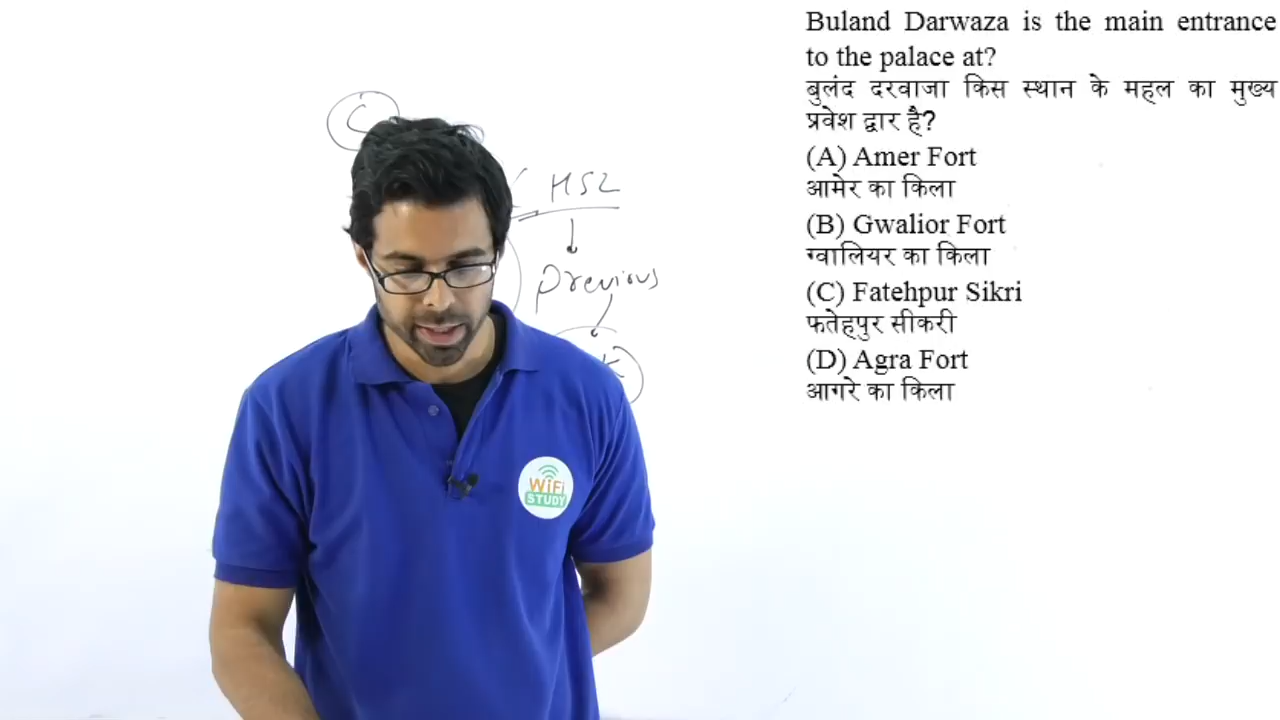 Buland Darwaza is the main entrance
to the palace at?
बुलंद दरवाजा किस स्थान के महल का मुख्य
प्रवेश द्वार है?
(A) Amer Fort
आमेर का किला
(B) Gwalior Fort
ग्वालियर का किला
(C) Fatehpur Sikri
फतेहपुर सीकरी
(D) Agra Fort
आगरे का किला
Previous
WiFi
STUDY